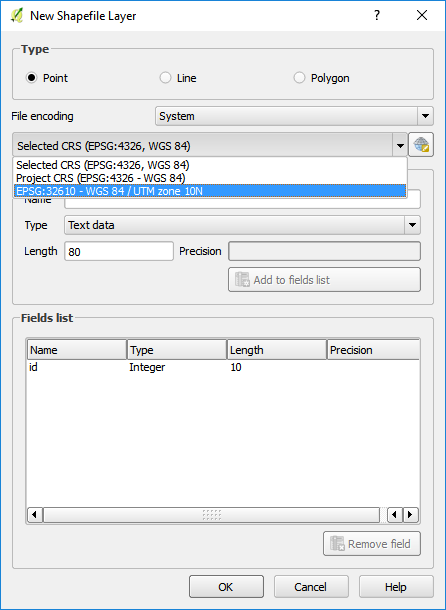 New Shapefile Layer
?
Type
Point
Line
Polygon
File encoding
System
Selected CRS (EPSG:4326, WGS 84)
Selected CRS (EPSG:4326, WGS 84)
Project CRS (EPSG:4326 - WGS 84)
EPSG:32610 - WGS 84 / UTM zone 10N
Name
Type
Text data
Length
80
Precision
Add to fields list
Fields list
Name Type Length Precision
id Integer 10
Remove field
OK Cancel Help